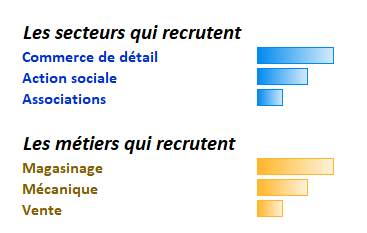 Les secteurs qui recrutent
Commerce de détail
Action sociale
Associations
Les métiers qui recrutent
Magasinage
Mécanique
Vente